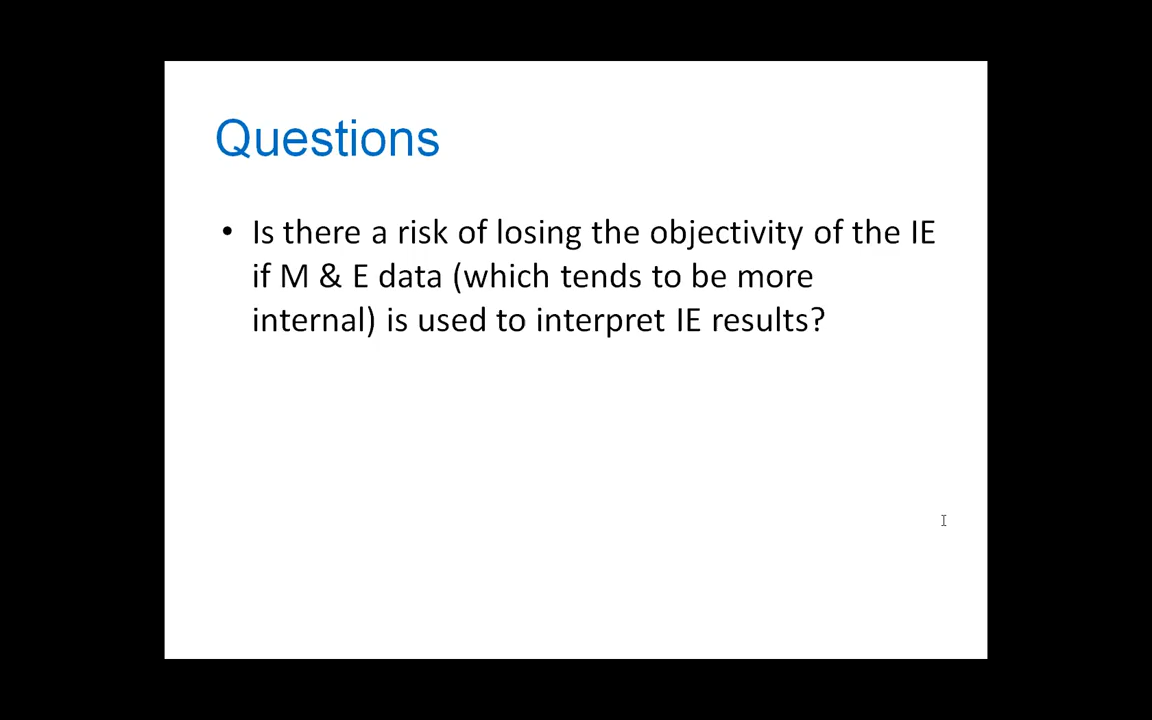 Questions
• Is there a risk of losing the objectivity of the IE
if M & E data (which tends to be more
internal) is used to interpret IE results?